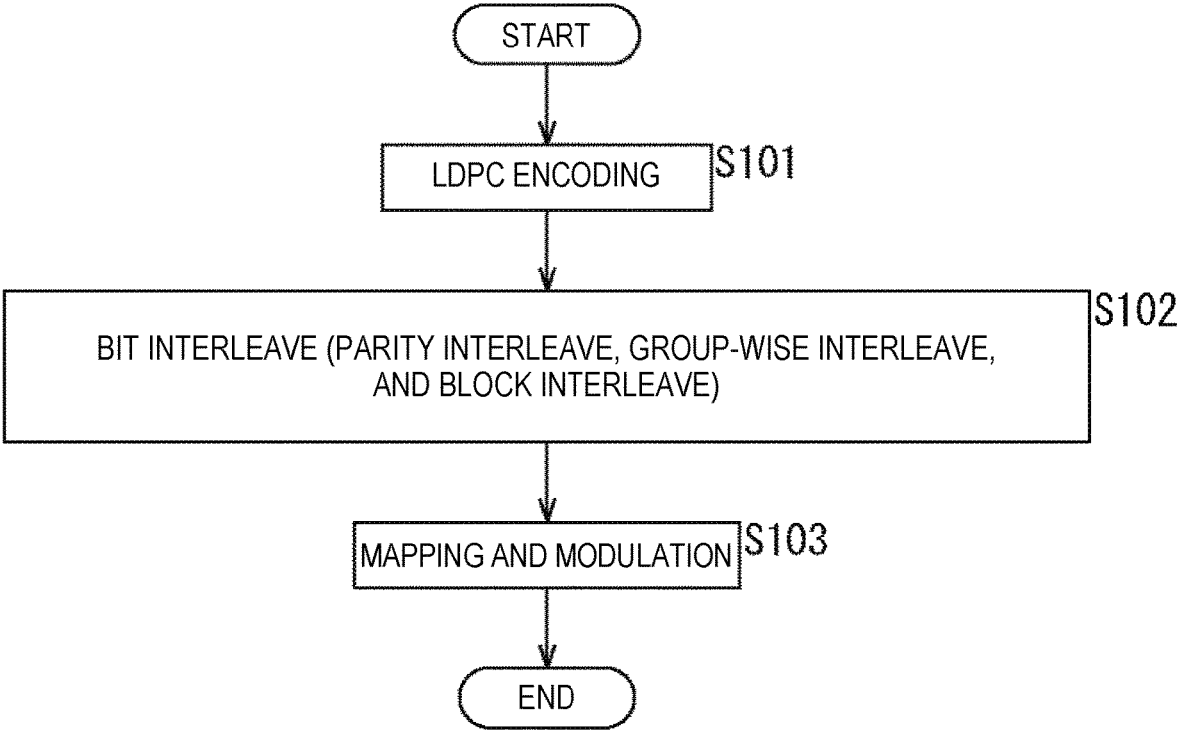 START
LDPC ENCODING
S101
BIT INTERLEAVE (PARITY INTERLEAVE, GROUP-WISE INTERLEAVE,
AND BLOCK INTERLEAVE)
S102
MAPPING AND MODULATION
S103
END